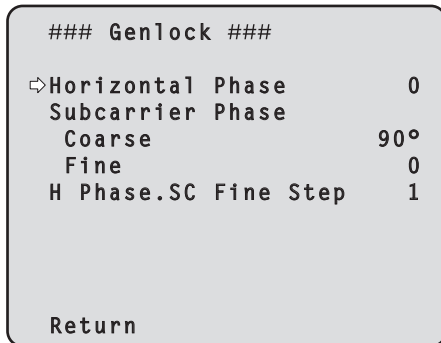 ### Genlock ###
⇨Horizontal Phase 0
Subcarrier Phase
Coarse 90°
Fine 0
H Phase.SC Fine Step 1
Return